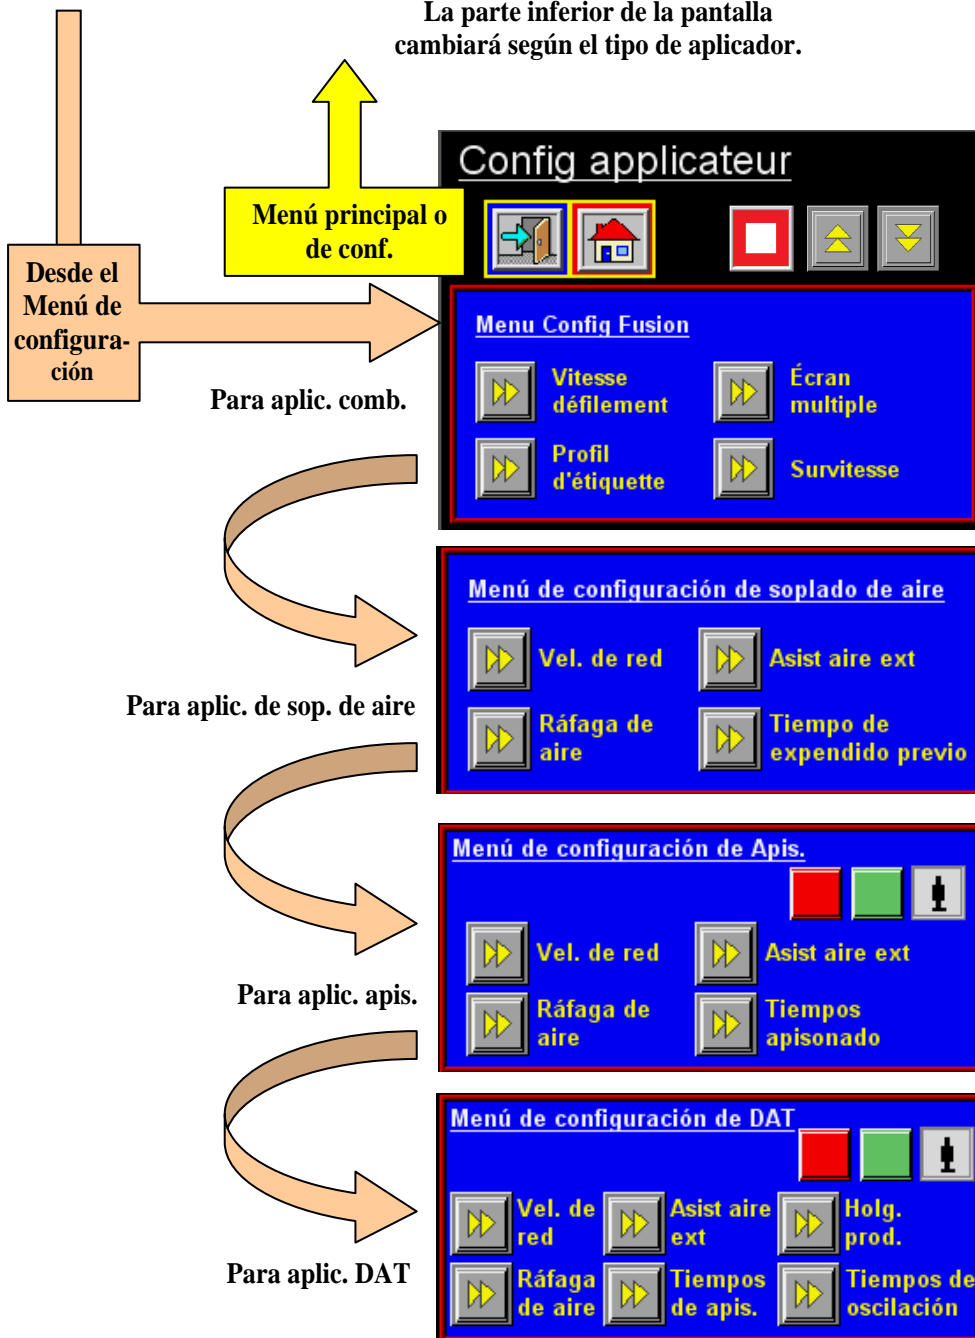 La parte inferior de la pantalla
cambiará según el tipo de aplicador.
Config applicateur
Menú principal o
de conf.
Desde el
Menú de
configura-
ción
Menu Config Fusion
Vitesse
défilement
Écran
multiple
Profil
d'étiquette
Survitesse
Para aplic. comb.
Menú de configuración de soplado de aire
Vel. de red
Asist aire ext
Ráfaga de
aire
Tiempo de
expendido previo
Para aplic. de sop. de aire
Menú de configuración de Apis.
Vel. de red
Asist aire ext
Ráfaga de
aire
Tiempos
apisonado
Para aplic. apis.
Menú de configuración de DAT
Vel. de
red
Asist aire
ext
Holg.
prod.
Ráfaga
de aire
Tiempos
de apis.
Tiempos de
oscilación
Para aplic. DAT